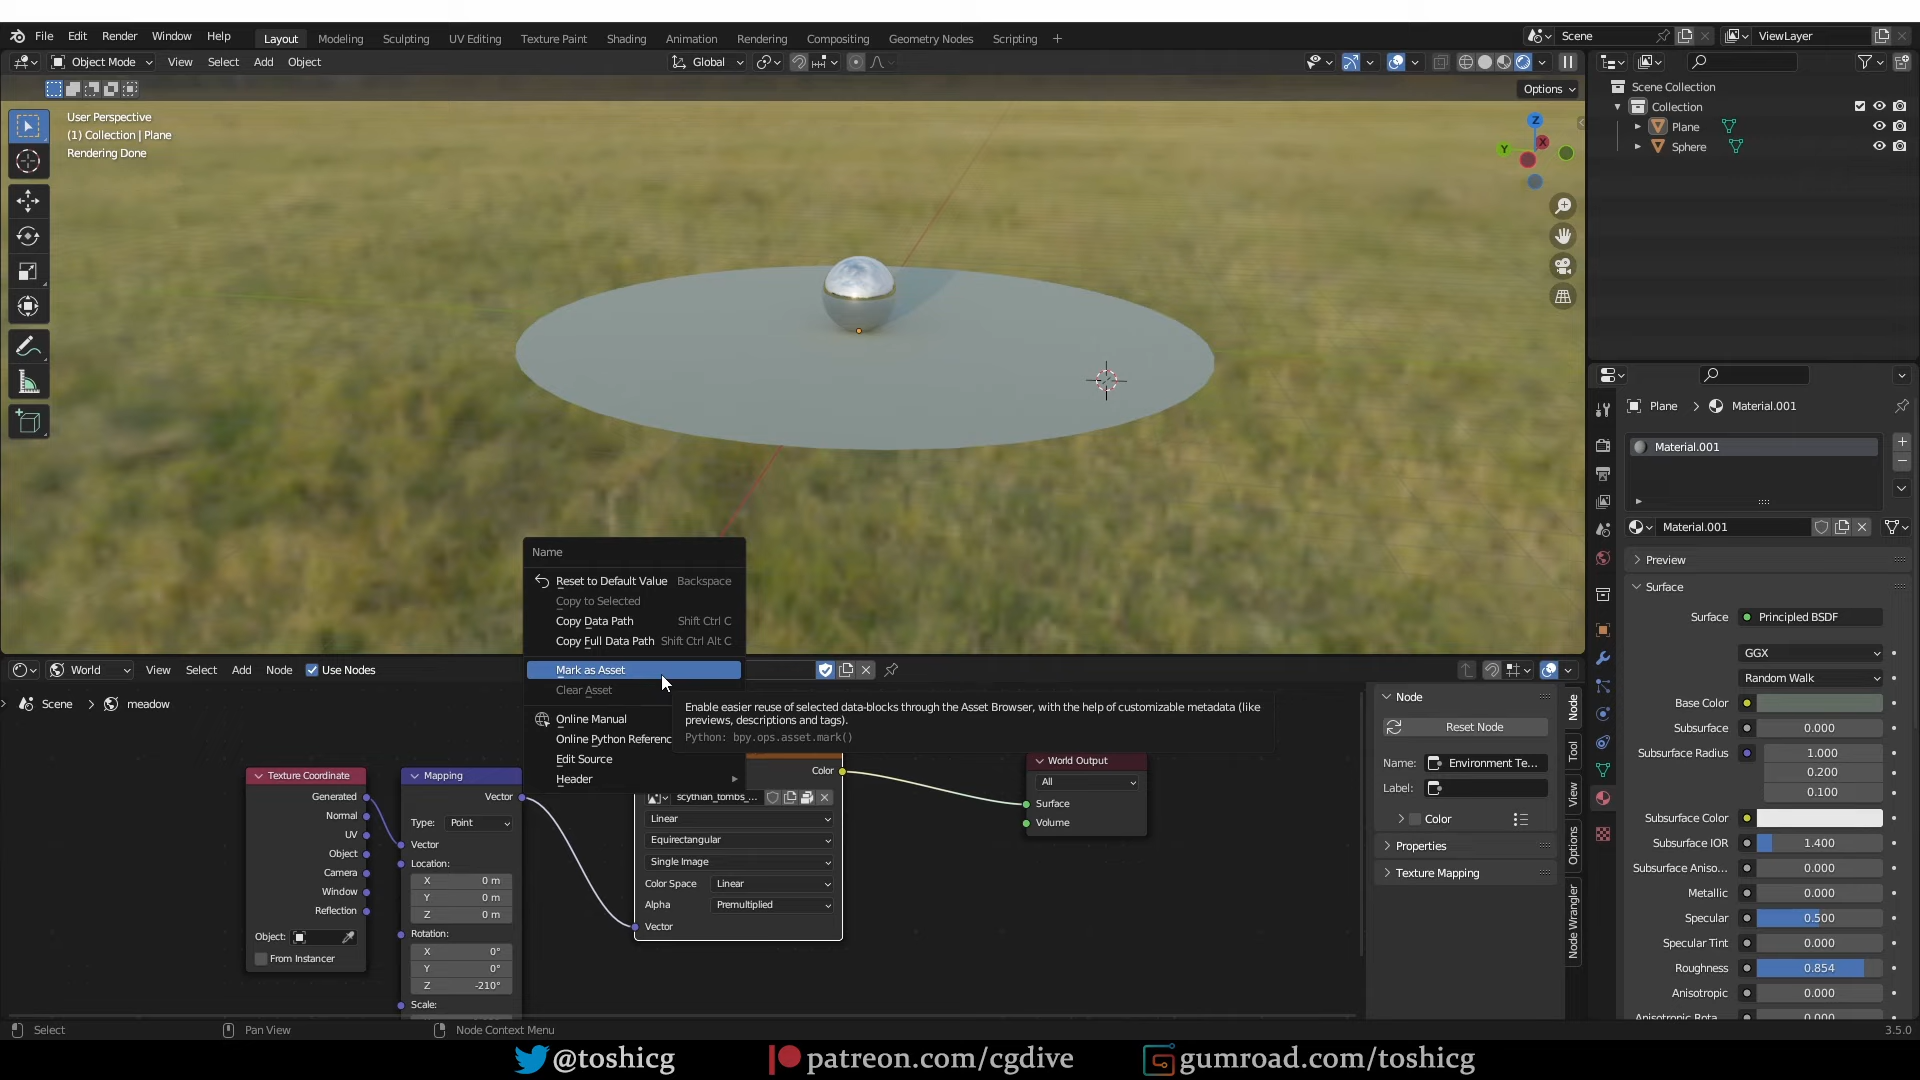 File Edit Render Window Help Layout Modeling Sculpting UV Editing Texture Paint Shading Animation Rendering Compositing Geometry Nodes Scripting + Scene ViewLayer
Object Mode View Select Add Object Global
Options
User Perspective
(1) Collection | Plane
Rendering Done
Z
Y
X
Scene Collection
Collection
Plane
Sphere
Plane > Material.001
Material.001
Material.001
Preview
Surface
Surface Principled BSDF
GGX
Random Walk
Base Color
Subsurface 0.000
Subsurface Radius 1.000
0.200
0.100
Subsurface Color
Subsurface IOR 1.400
Subsurface Aniso... 0.000
Metallic 0.000
Specular 0.500
Specular Tint 0.000
Roughness 0.854
Anisotropic 0.000
Anisotropic Rota... 0.000
Name
Reset to Default Value Backspace
Copy to Selected
Copy Data Path Shift Ctrl C
Copy Full Data Path Shift Ctrl Alt C
Mark as Asset
Clear Asset
Online Manual
Online Python Referenc
Edit Source
Header
Enable easier reuse of selected data-blocks through the Asset Browser, with the help of customizable metadata (like
previews, descriptions and tags).
Python: bpy.ops.asset.mark()
World View Select Add Node Use Nodes
Scene > meadow
Texture Coordinate
Generated
Normal
UV
Object
Camera
Window
Reflection
Object:
From Instancer
Mapping
Vector
Type: Point
Vector
Location:
X 0 m
Y 0 m
Z 0 m
Rotation:
X 0°
Y 0°
Z -210°
Scale:
Color
scythian_tombs_...
Linear
Equirectangular
Single Image
Color Space Linear
Alpha Premultiplied
Vector
World Output
All
Surface
Volume
Node
Reset Node
Name: Environment Te...
Label:
Color
Properties
Texture Mapping
Node
Tool
View
Options
Node Wrangler
Select Pan View Node Context Menu 3.5.0
@toshicg patreon.com/cgdive gumroad.com/toshicg